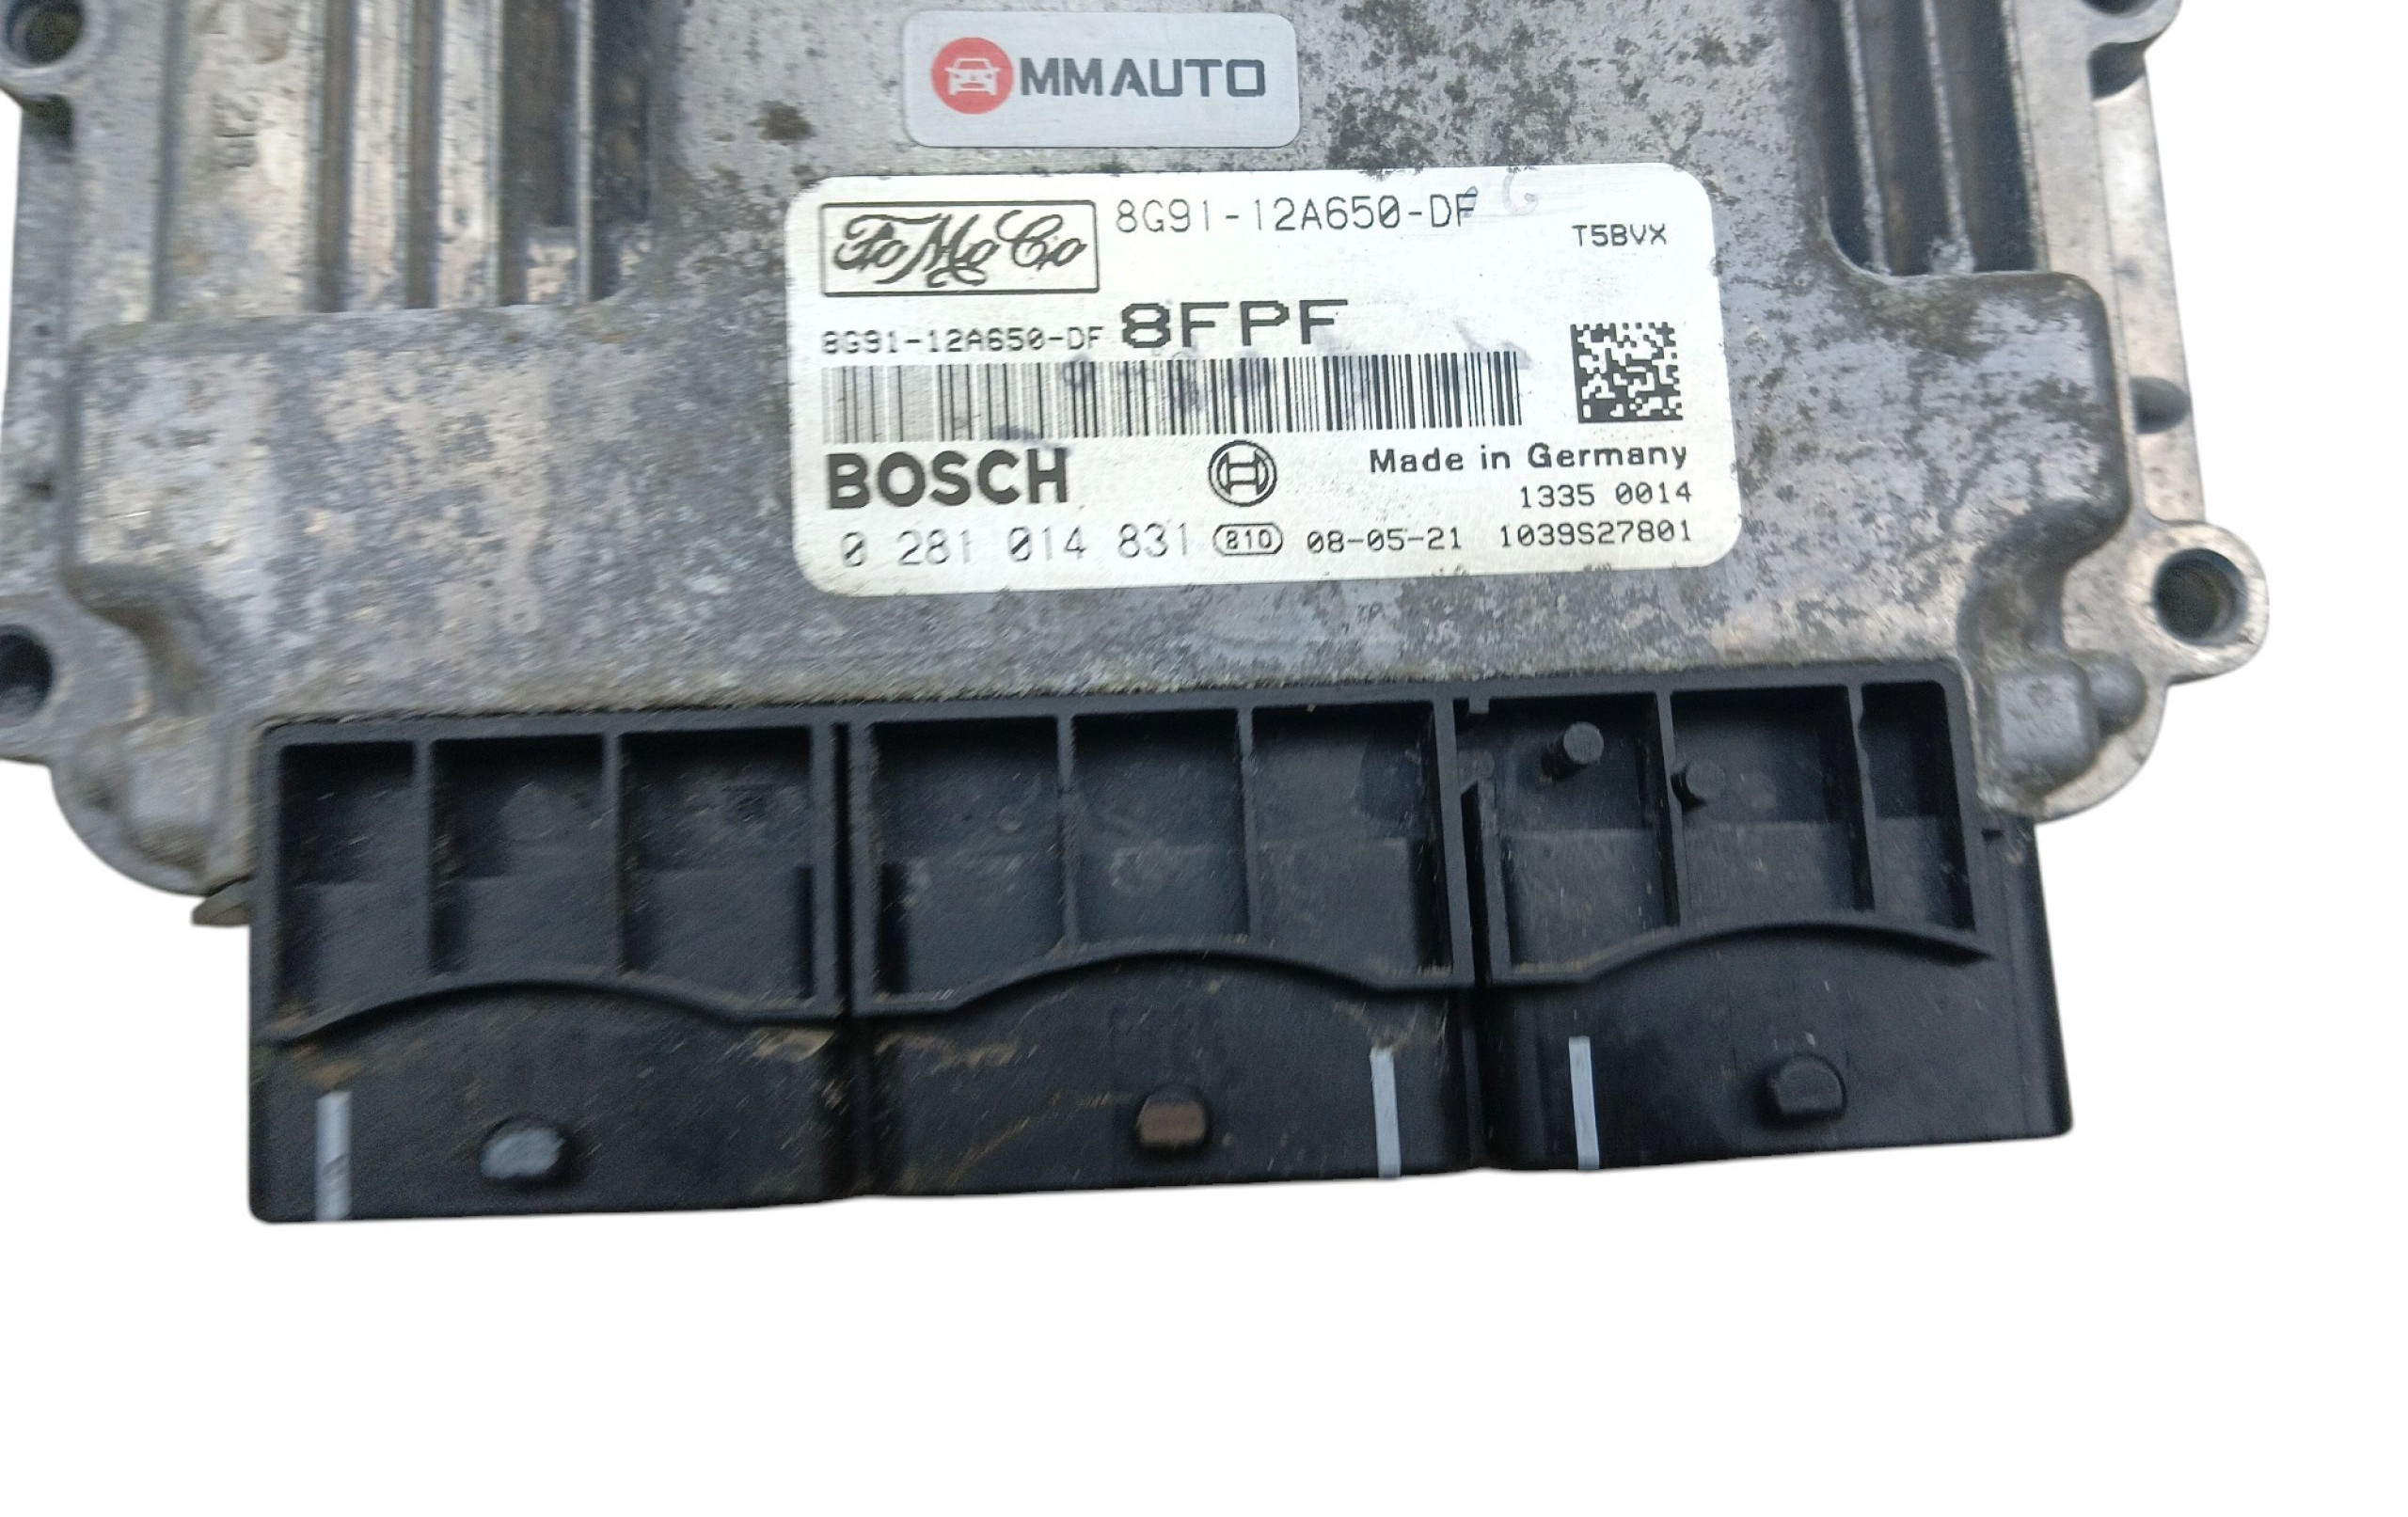 MMAUTO
FoMoCo
8G91-12A650-DF
T5BVX
8G91-12A650-DF 8FPF
BOSCH
Made in Germany
1335 0014
0 281 014 831 810 08-05-21 1039S27801